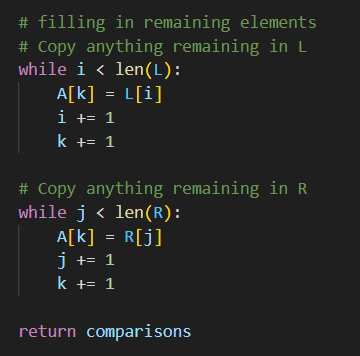 # filling in remaining elements
# Copy anything remaining in L
while i < len(L):
    A[k] = L[i]
    i += 1
    k += 1

# Copy anything remaining in R
while j < len(R):
    A[k] = R[j]
    j += 1
    k += 1

return comparisons